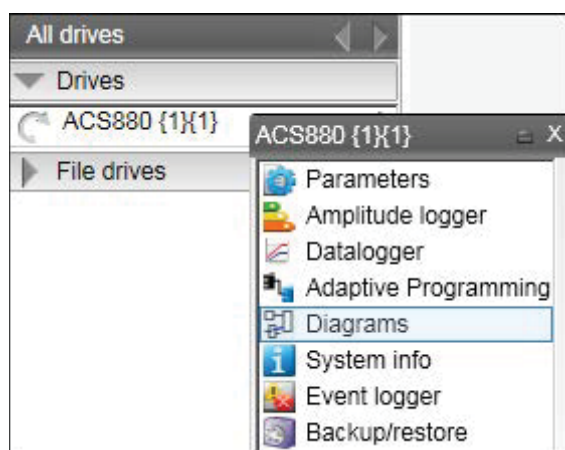 All drives
Drives
ACS880 {1}{1}
File drives
ACS880 {1}{1} X
Parameters
Amplitude logger
Datalogger
Adaptive Programming
Diagrams
System info
Event logger
Backup/restore